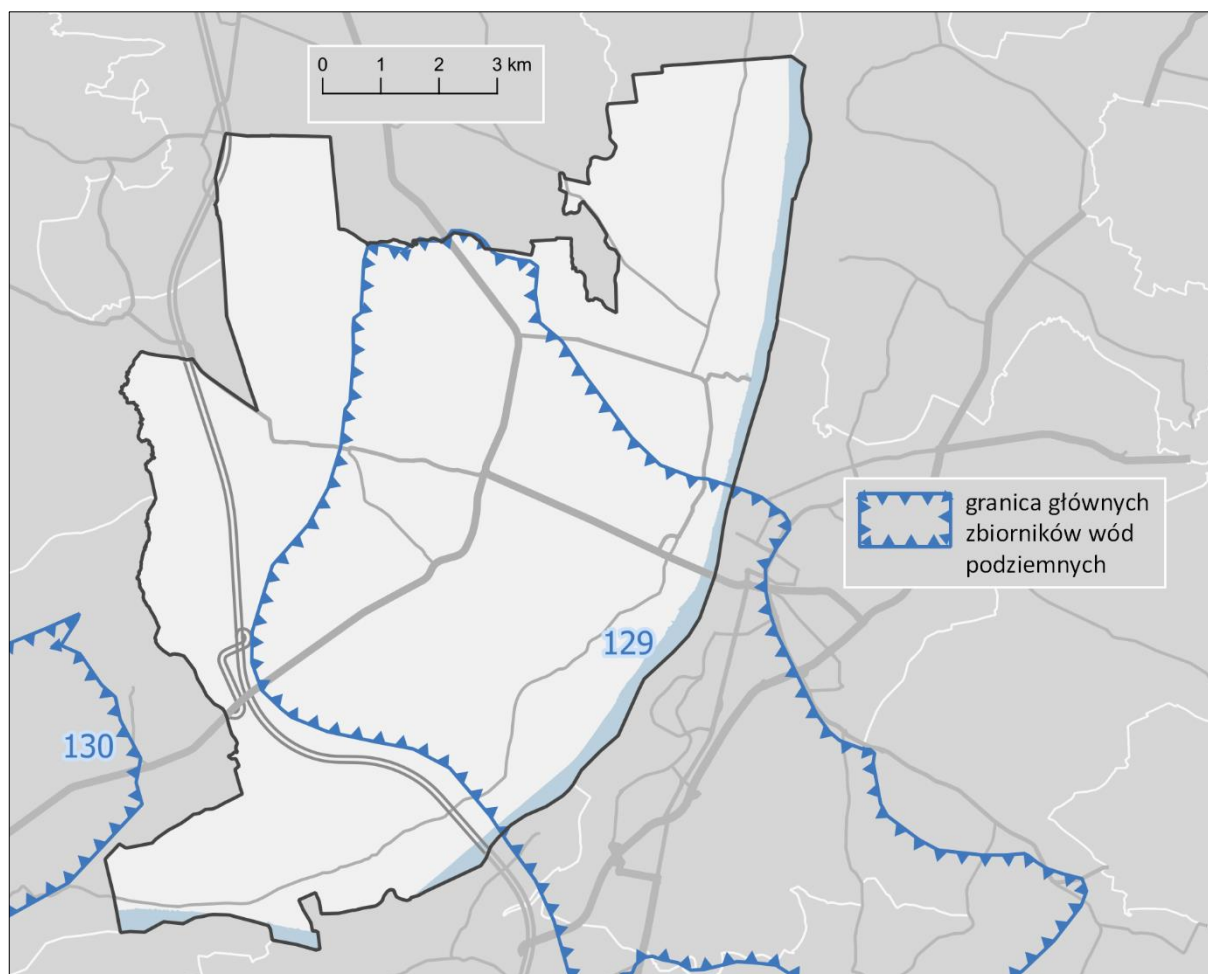 0 1 2 3 km
granica głównych
zbiorników wód
podziemnych
129
130